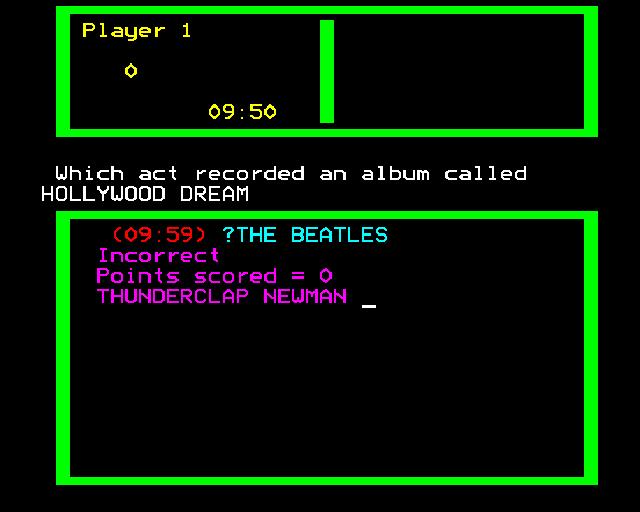 Player 1
0
09:50
Which act recorded an album called
HOLLYWOOD DREAM
(09:59) ?THE BEATLES
Incorrect
Points scored = 0
THUNDERCLAP NEWMAN _